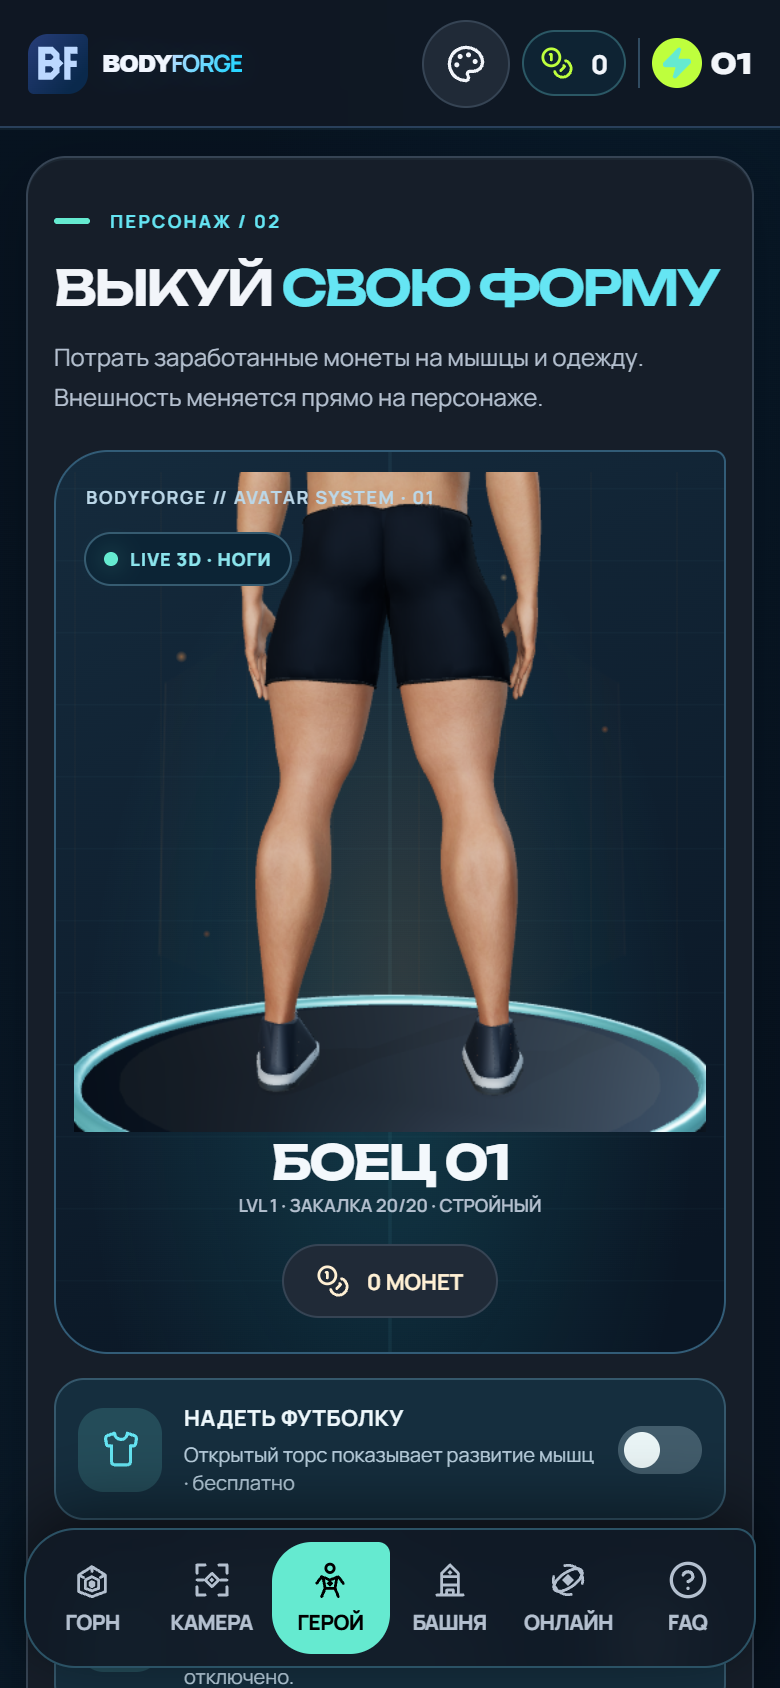 BF BODYFORGE
0
01
ПЕРСОНАЖ / 02
ВЫКУЙ СВОЮ ФОРМУ
Потрать заработанные монеты на мышцы и одежду.
Внешность меняется прямо на персонаже.
BODYFORGE // AVATAR SYSTEM · 01
LIVE 3D · НОГИ
БОЕЦ 01
LVL 1 · ЗАКАЛКА 20/20 · СТРОЙНЫЙ
0 МОНЕТ
НАДЕТЬ ФУТБОЛКУ
Открытый торс показывает развитие мышц
· бесплатно
ГОРН
КАМЕРА
ГЕРОЙ
БАШНЯ
ОНЛАЙН
FAQ
отключено.